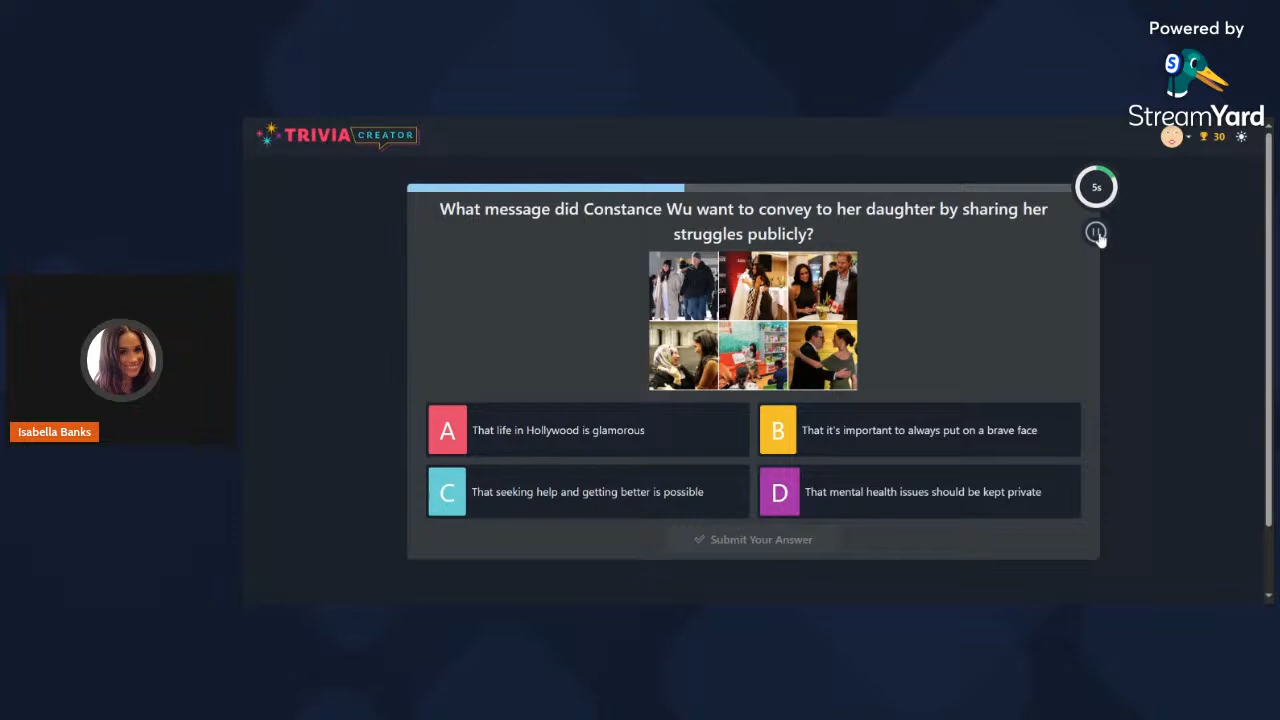 Powered by
StreamYard
TRIVIA CREATOR
30
5s
What message did Constance Wu want to convey to her daughter by sharing her
struggles publicly?
A That life in Hollywood is glamorous
B That it's important to always put on a brave face
C That seeking help and getting better is possible
D That mental health issues should be kept private
Submit Your Answer
Isabella Banks